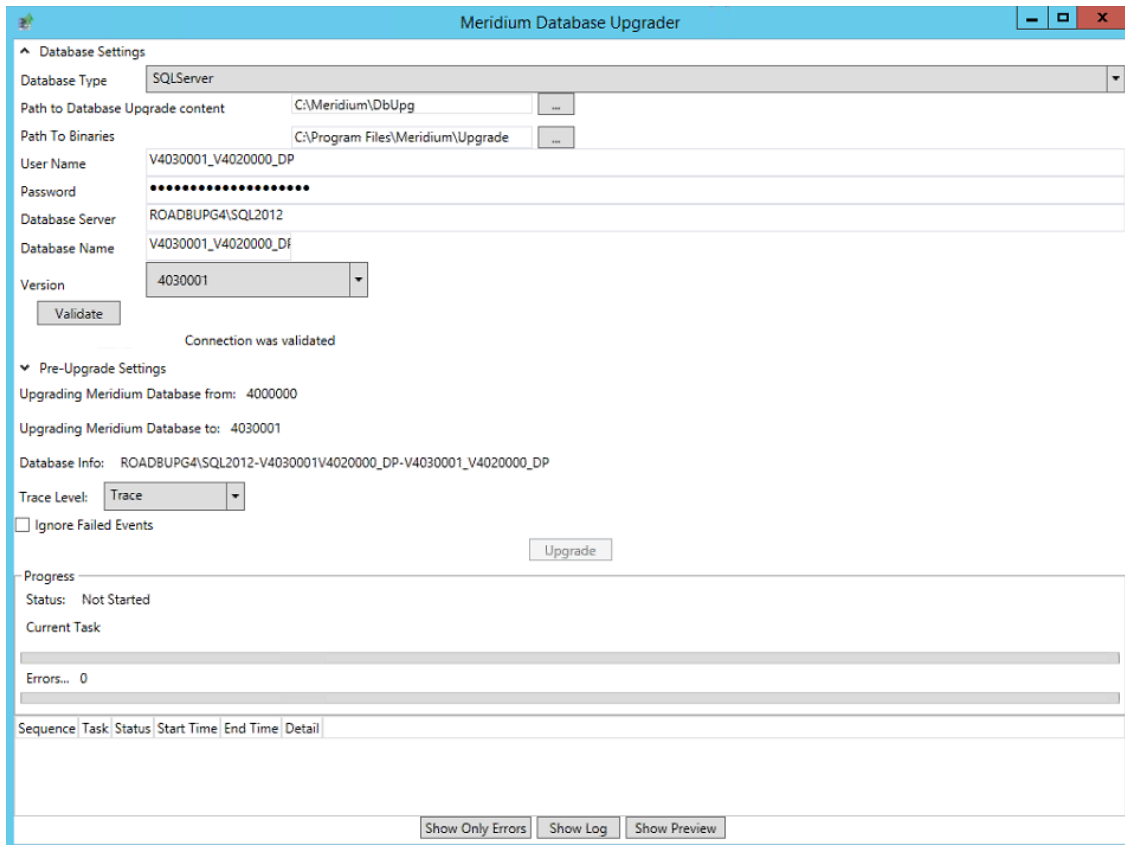 Meridium Database Upgrader
Database Settings
Database Type SQLServer
Path to Database Upgrade content C:\Meridium\DbUpg ...
Path To Binaries C:\Program Files\Meridium\Upgrade ...
User Name V4030001_V4020000_DP
Password ••••••••••••••••••••
Database Server ROADBUPG4\SQL2012
Database Name V4030001_V4020000_DP
Version 4030001
Validate
Connection was validated
Pre-Upgrade Settings
Upgrading Meridium Database from: 4000000
Upgrading Meridium Database to: 4030001
Database Info: ROADBUPG4\SQL2012-V4030001V4020000_DP-V4030001_V4020000_DP
Trace Level: Trace
Ignore Failed Events
Upgrade
Progress
Status: Not Started
Current Task
Errors... 0
Sequence Task Status Start Time End Time Detail
Show Only Errors Show Log Show Preview